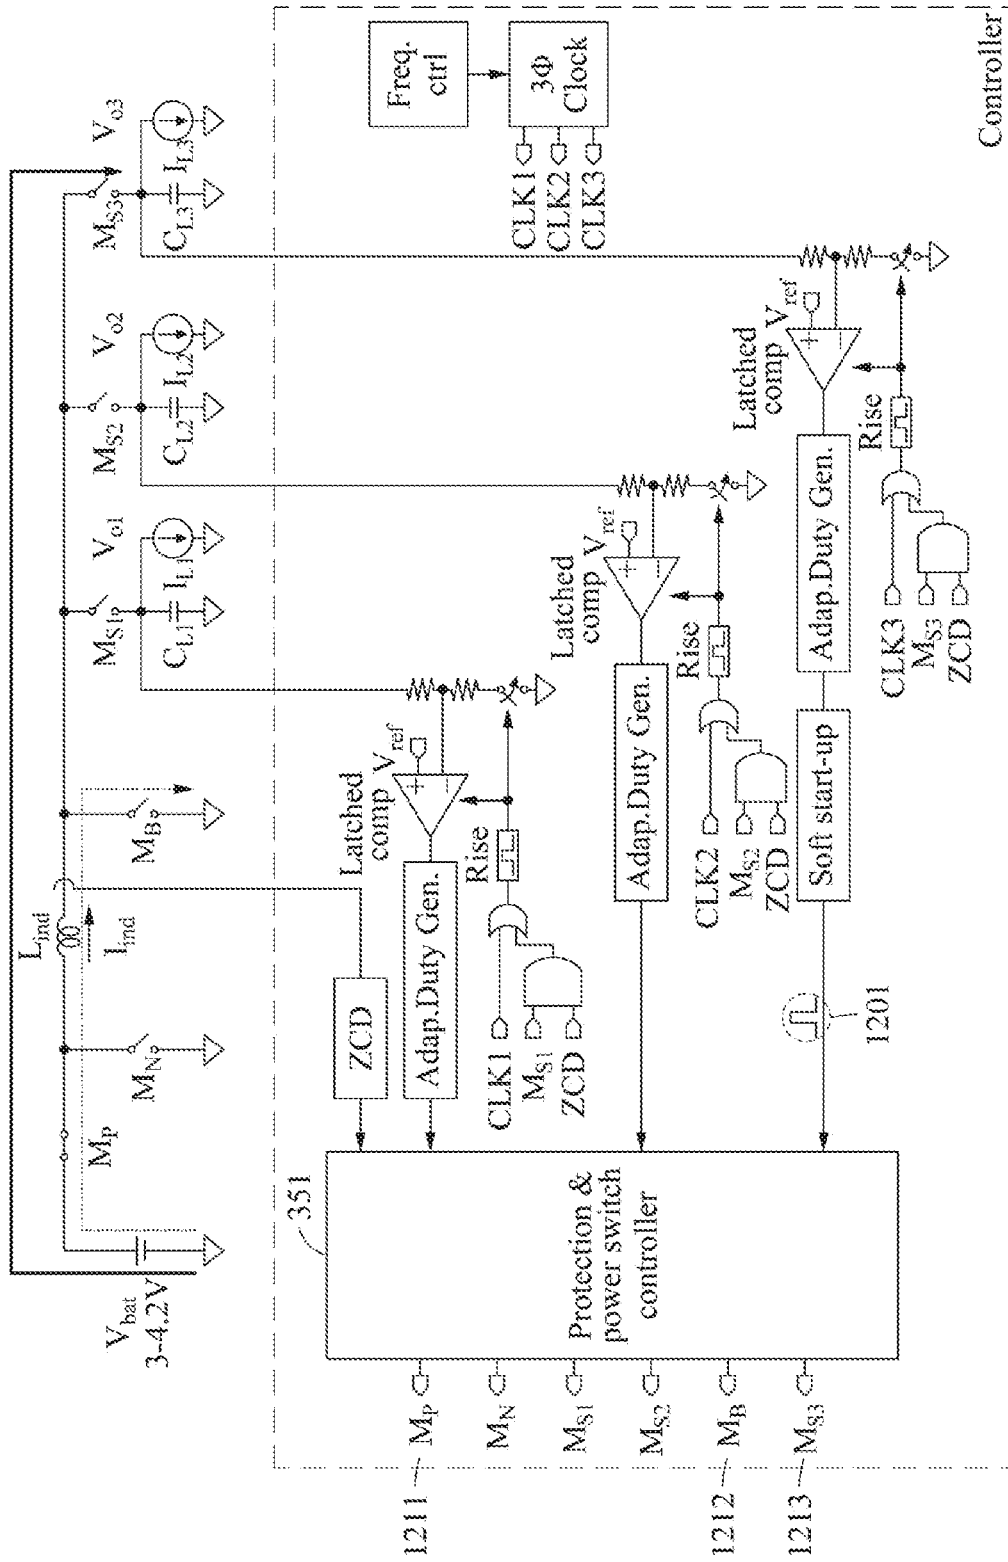 V_bat
3-4.2V
M_P
M_N
L_ind
I_ind
M_B
M_S1
V_o1
C_L1
I_L1
M_S2
V_o2
C_L2
I_L2
M_S3
V_o3
C_L3
I_L3
351
Protection &
power switch
controller
1211
M_P
M_N
M_S1
M_S2
1212
M_B
1213
M_S3
ZCD
Adap.Duty Gen.
Latched
comp
V_ref
+
−
Rise
CLK1
M_S1
ZCD
Adap.Duty Gen.
Latched
comp
V_ref
+
−
Rise
CLK2
M_S2
ZCD
1201
Soft start-up
Adap.Duty Gen.
Latched
comp
V_ref
+
−
Rise
CLK3
M_S3
ZCD
Freq.
ctrl
3Φ
Clock
CLK1
CLK2
CLK3
Controller